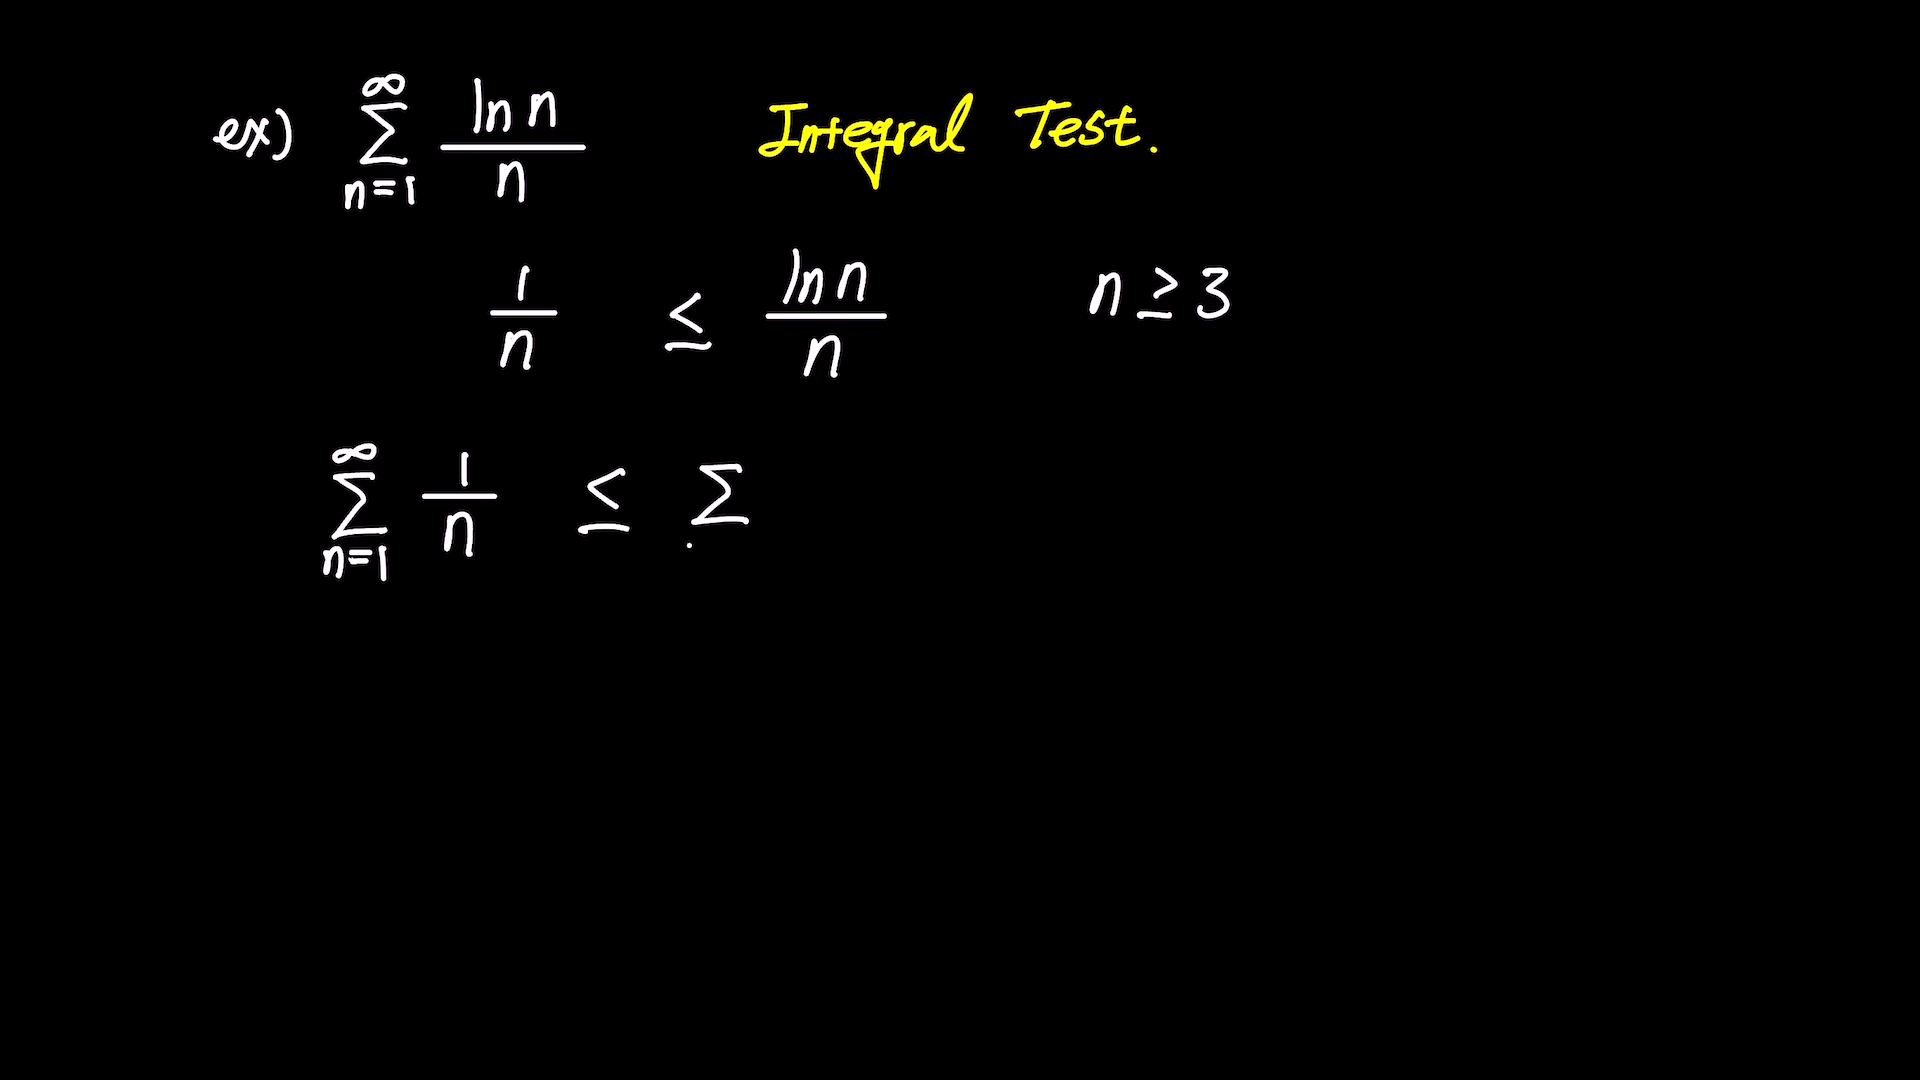 ex) ∞ Σ n=1 ln n / n Integral Test.
1/n ≤ ln n / n n ≥ 3
∞ Σ n=1 1/n ≤ Σ